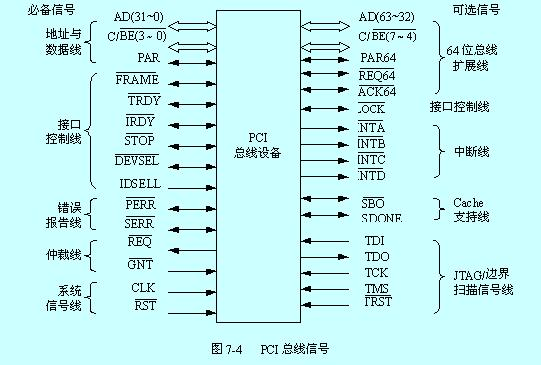 必备信号
可选信号
地址与
数据线
AD(31~0)
C/BE(3~0)
PAR
接口
控制线
FRAME
TRDY
IRDY
STOP
DEVSEL
IDSELL
错误
报告线
PERR
SERR
仲裁线
REQ
GNT
系统
信号线
CLK
RST
PCI
总线设备
AD(63~32)
C/BE(7~4)
PAR64
REQ64
ACK64
64位总线
扩展线
LOCK
接口控制线
INTA
INTB
INTC
INTD
中断线
SBO
SDONE
Cache
支持线
TDI
TDO
TCK
TMS
TRST
JTAG/边界
扫描信号线
图 7-4 PCI 总线信号